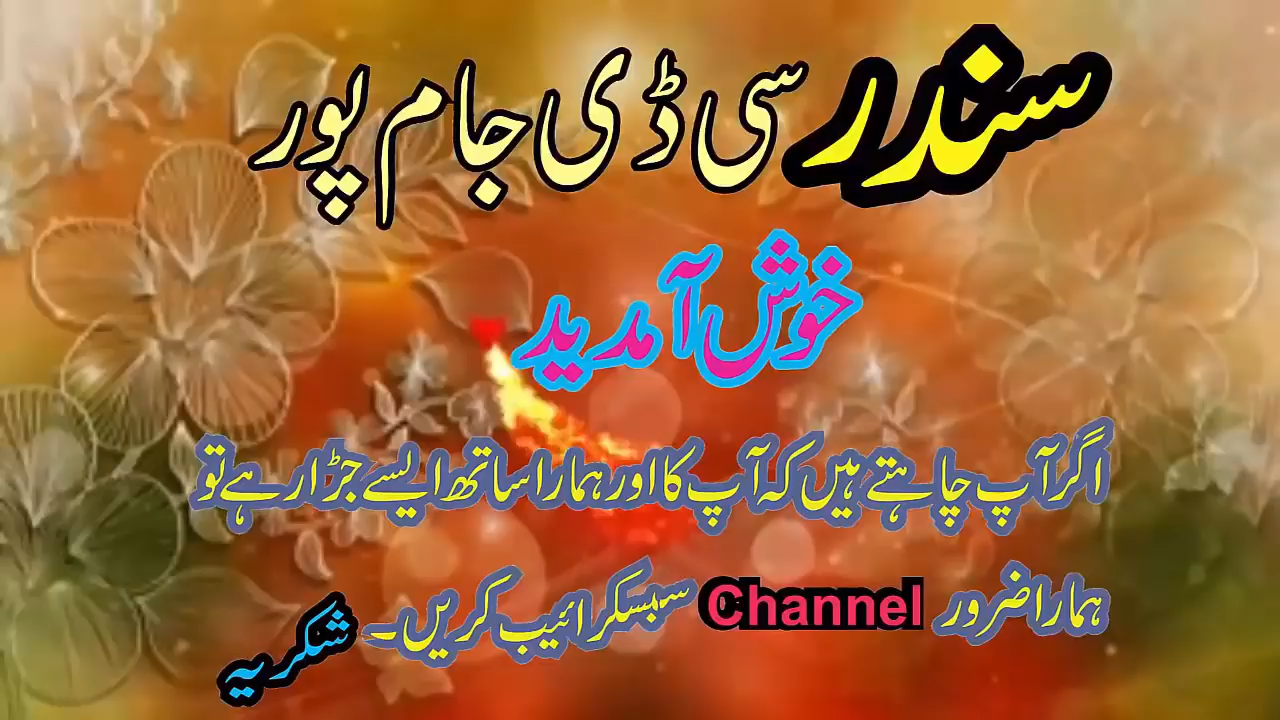 سندر سی ڈی جام پور
خوش آمدید
اگر آپ چاہتے ہیں کہ آپ کا اور ہمارا ساتھ ایسے جڑا رہے تو
ہمارا ضرور Channel سبسکرائیب کریں۔ شکریہ